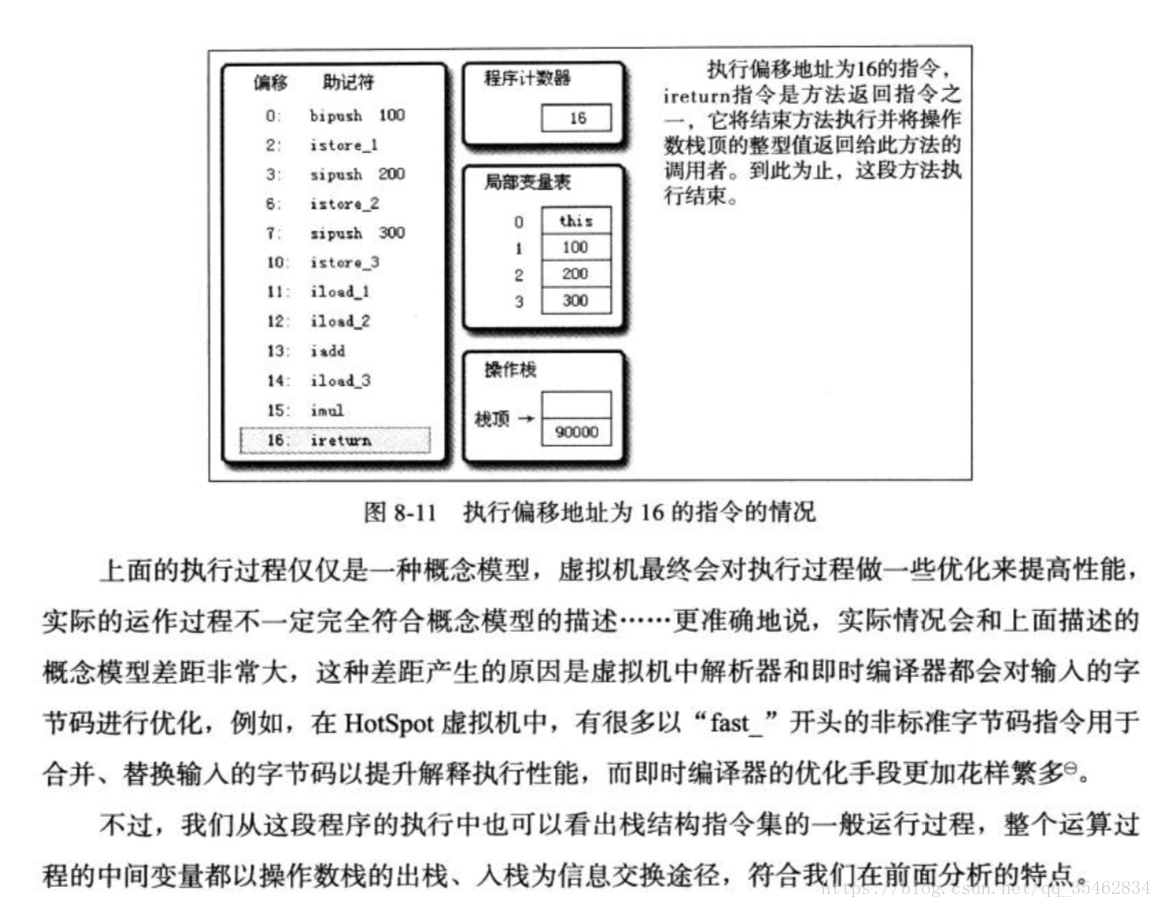 偏移 助记符
0: bipush 100
2: istore_1
3: sipush 200
6: istore_2
7: sipush 300
10: istore_3
11: iload_1
12: iload_2
13: iadd
14: iload_3
15: imul
16: ireturn
程序计数器
16
局部变量表
0 this
1 100
2 200
3 300
操作栈
栈顶 →
90000
执行偏移地址为16的指令，
ireturn指令是方法返回指令之
一，它将结束方法执行并将操作
数栈顶的整型值返回给此方法的
调用者。到此为止，这段方法执
行结束。
图 8-11 执行偏移地址为 16 的指令的情况
上面的执行过程仅仅是一种概念模型，虚拟机最终会对执行过程做一些优化来提高性能，
实际的运作过程不一定完全符合概念模型的描述……更准确地说，实际情况会和上面描述的
概念模型差距非常大，这种差距产生的原因是虚拟机中解析器和即时编译器都会对输入的字
节码进行优化，例如，在 HotSpot 虚拟机中，有很多以“fast_”开头的非标准字节码指令用于
合并、替换输入的字节码以提升解释执行性能，而即时编译器的优化手段更加花样繁多㊀。
不过，我们从这段程序的执行中也可以看出栈结构指令集的一般运行过程，整个运算过
程的中间变量都以操作数栈的出栈、入栈为信息交换途径，符合我们在前面分析的特点。
https://blog.csdn.net/qq_35462834